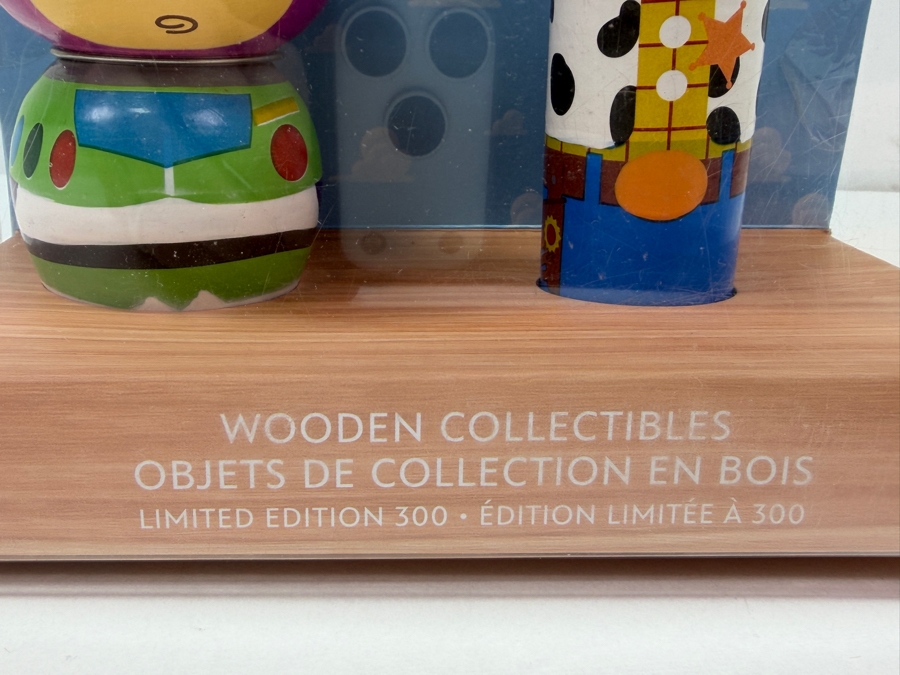 WOODEN COLLECTIBLES
OBJETS DE COLLECTION EN BOIS
LIMITED EDITION 300 • ÉDITION LIMITÉE À 300